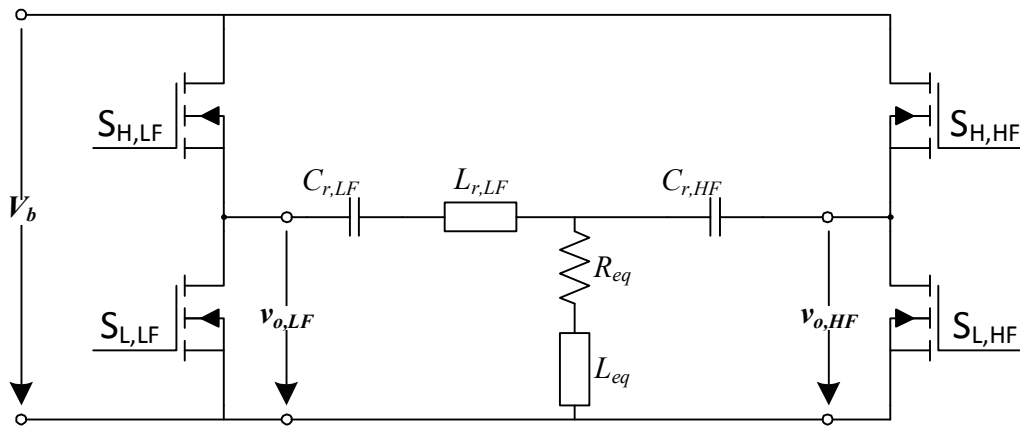 S_H,LF
S_H,HF
C_r,LF
L_r,LF
C_r,HF
V_b
R_eq
S_L,LF
v_o,LF
v_o,HF
S_L,HF
L_eq